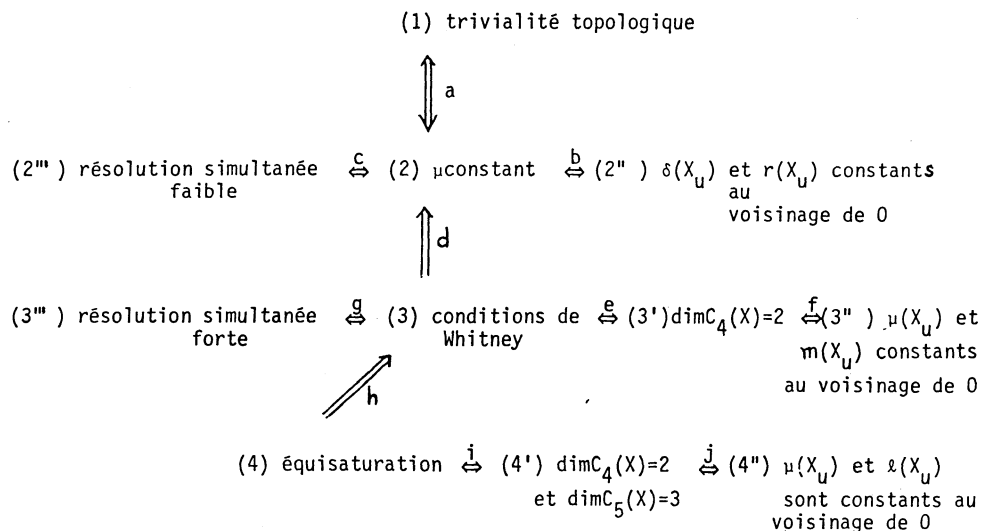 (1) trivialité topologique
a
(2''') résolution simultanée faible ⇔ c (2) μconstant ⇔ b (2'') δ(X_u) et r(X_u) constants au voisinage de 0
d
(3''') résolution simultanée forte ⇔ g (3) conditions de Whitney ⇔ e (3')dimC_4(X)=2 ⇔ f (3'') μ(X_u) et m(X_u) constants au voisinage de 0
h
(4) équisaturation ⇔ i (4') dimC_4(X)=2 et dimC_5(X)=3 ⇔ j (4'') μ(X_u) et ℓ(X_u) sont constants au voisinage de 0